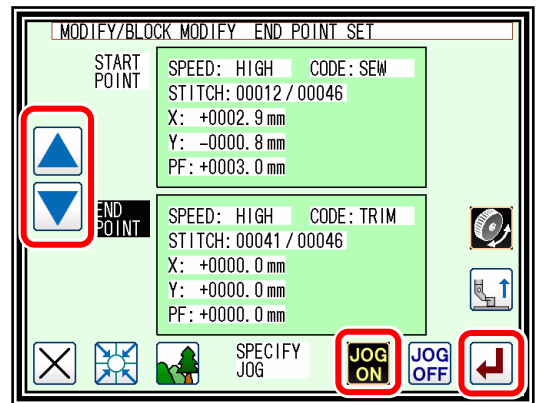 MODIFY/BLOCK MODIFY END POINT SET
START
POINT
SPEED: HIGH CODE: SEW
STITCH: 00012 / 00046
X: +0002. 9 mm
Y: -0000. 8 mm
PF: +0003. 0 mm
END
POINT
SPEED: HIGH CODE: TRIM
STITCH: 00041 / 00046
X: +0000. 0 mm
Y: +0000. 0 mm
PF: +0000. 0 mm
SPECIFY
JOG
JOG
ON
JOG
OFF